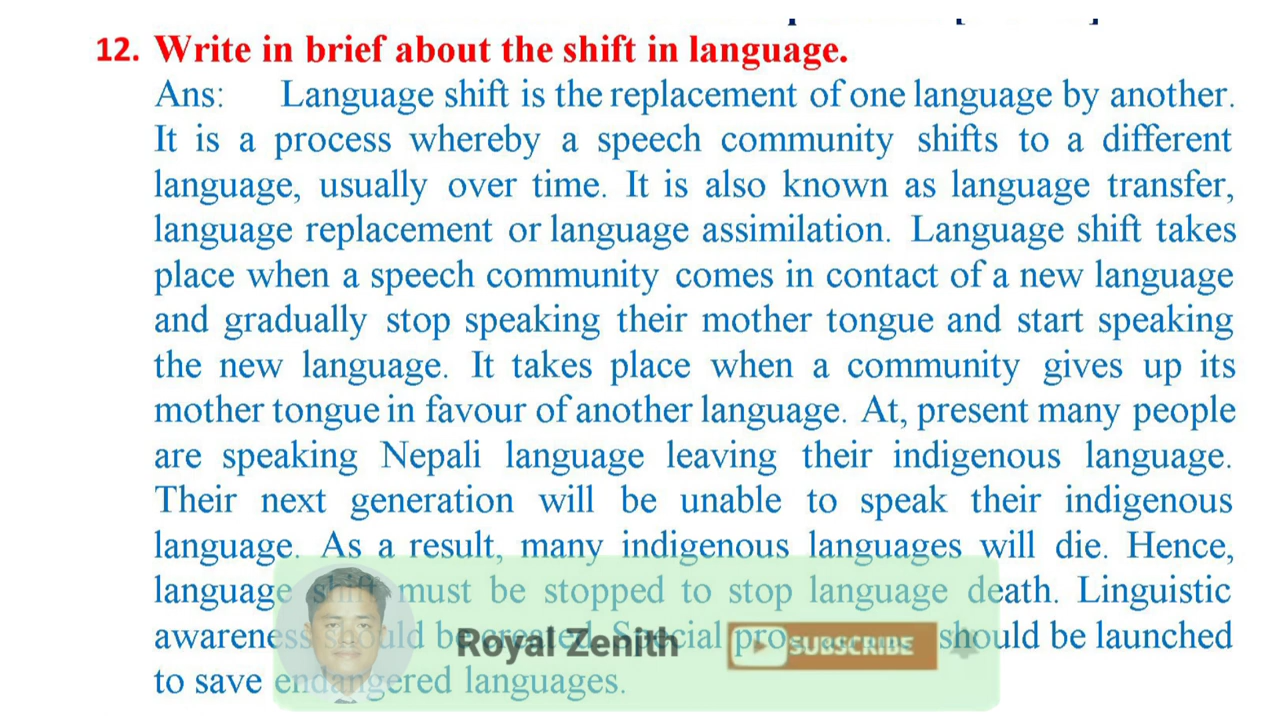 12. Write in brief about the shift in language.
Ans: Language shift is the replacement of one language by another.
It is a process whereby a speech community shifts to a different
language, usually over time. It is also known as language transfer,
language replacement or language assimilation. Language shift takes
place when a speech community comes in contact of a new language
and gradually stop speaking their mother tongue and start speaking
the new language. It takes place when a community gives up its
mother tongue in favour of another language. At, present many people
are speaking Nepali language leaving their indigenous language.
Their next generation will be unable to speak their indigenous
language. As a result, many indigenous languages will die. Hence,
language shift must be stopped to stop language death. Linguistic
awareness should be created. Special should be launched
Royal Zenith
SUBSCRIBE
to save endangered languages.